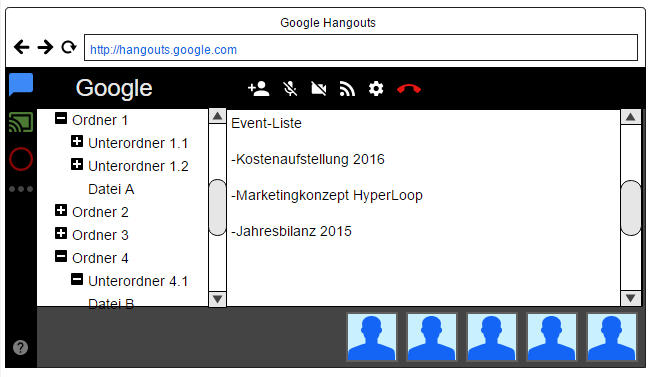 Google Hangouts
http://hangouts.google.com
Google
Ordner 1
Unterordner 1.1
Unterordner 1.2
Datei A
Ordner 2
Ordner 3
Ordner 4
Unterordner 4.1
Datei B
Event-Liste
-Kostenaufstellung 2016
-Marketingkonzept HyperLoop
-Jahresbilanz 2015
?